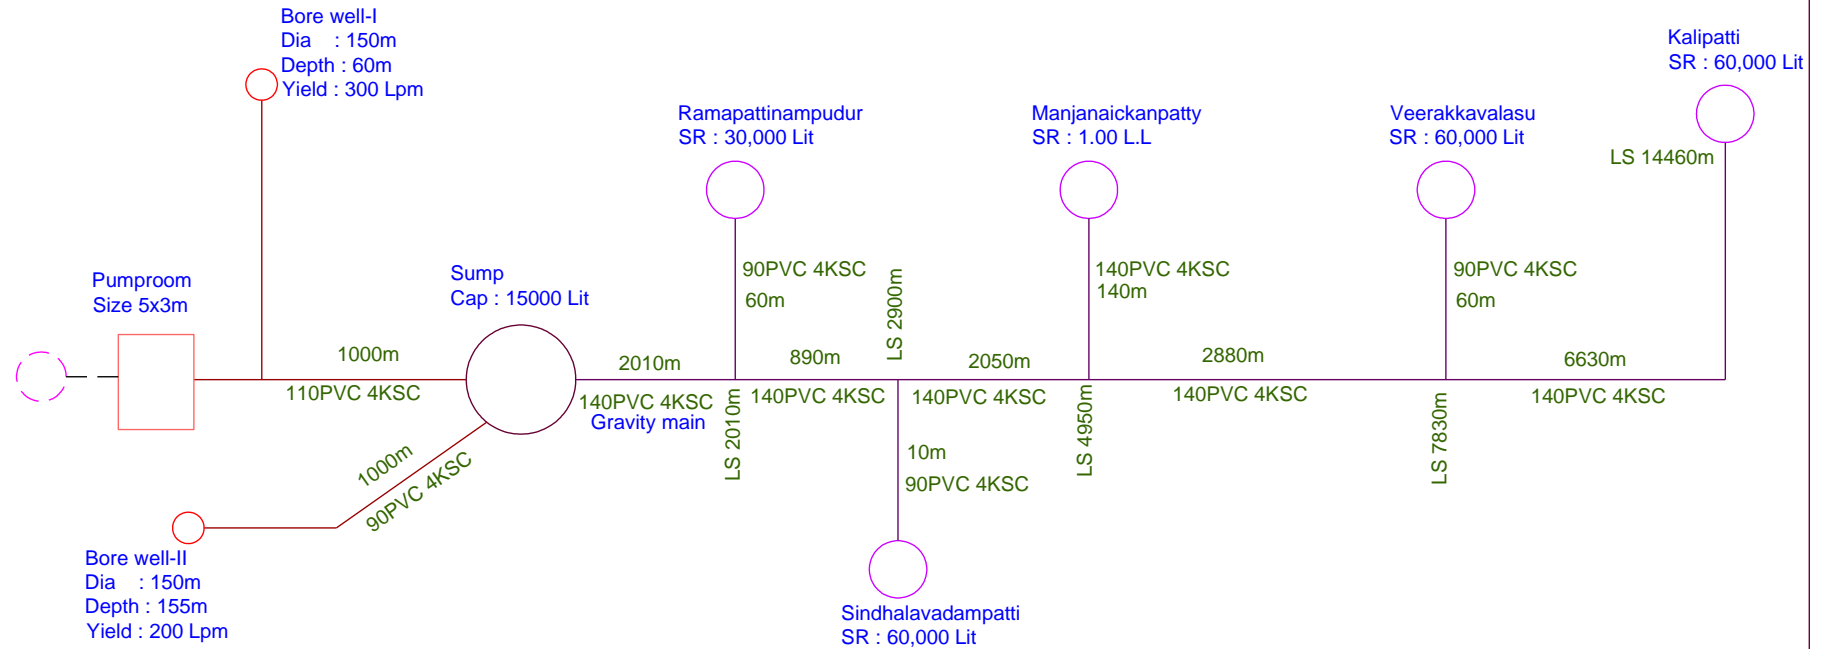 Bore well-I
Dia : 150m
Depth : 60m
Yield : 300 Lpm
Kalipatti
SR : 60,000 Lit
Ramapattinampudur
SR : 30,000 Lit
Manjanaickanpatty
SR : 1.00 L.L
Veerakkavalasu
SR : 60,000 Lit
LS 14460m
Pumproom
Size 5x3m
Sump
Cap : 15000 Lit
90PVC 4KSC
60m
LS 2900m
140PVC 4KSC
140m
90PVC 4KSC
60m
1000m
110PVC 4KSC
2010m
140PVC 4KSC
Gravity main
LS 2010m
890m
140PVC 4KSC
2050m
140PVC 4KSC
LS 4950m
2880m
140PVC 4KSC
LS 7830m
6630m
140PVC 4KSC
1000m
90PVC 4KSC
10m
90PVC 4KSC
Bore well-II
Dia : 150m
Depth : 155m
Yield : 200 Lpm
Sindhalavadampatti
SR : 60,000 Lit